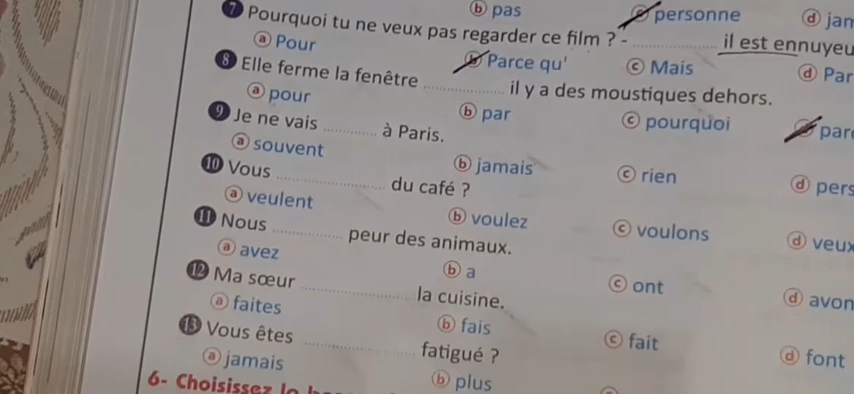 ⓑ pas ⓒ personne ⓓ jam
7 Pourquoi tu ne veux pas regarder ce film ? - .................. il est ennuyeu
ⓐ Pour ⓑ Parce qu' ⓒ Mais ⓓ Par
8 Elle ferme la fenêtre .................. il y a des moustiques dehors.
ⓐ pour ⓑ par ⓒ pourquoi ⓓ par
9 Je ne vais ............ à Paris.
ⓐ souvent ⓑ jamais ⓒ rien ⓓ pers
10 Vous .................. du café ?
ⓐ veulent ⓑ voulez ⓒ voulons ⓓ veux
11 Nous ............ peur des animaux.
ⓐ avez ⓑ a ⓒ ont ⓓ avon
12 Ma sœur .................. la cuisine.
ⓐ faites ⓑ fais ⓒ fait ⓓ font
13 Vous êtes .................. fatigué ?
ⓐ jamais ⓑ plus
6- Choisissez